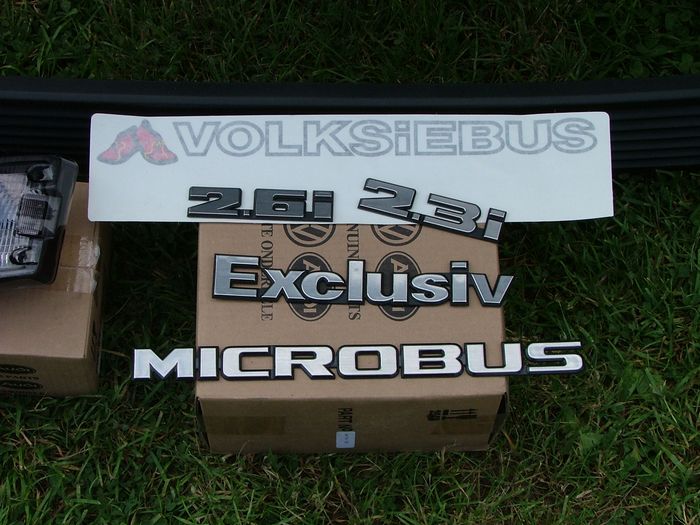 VOLKSiEBUS
2.6i
2.3i
Exclusiv
MICROBUS